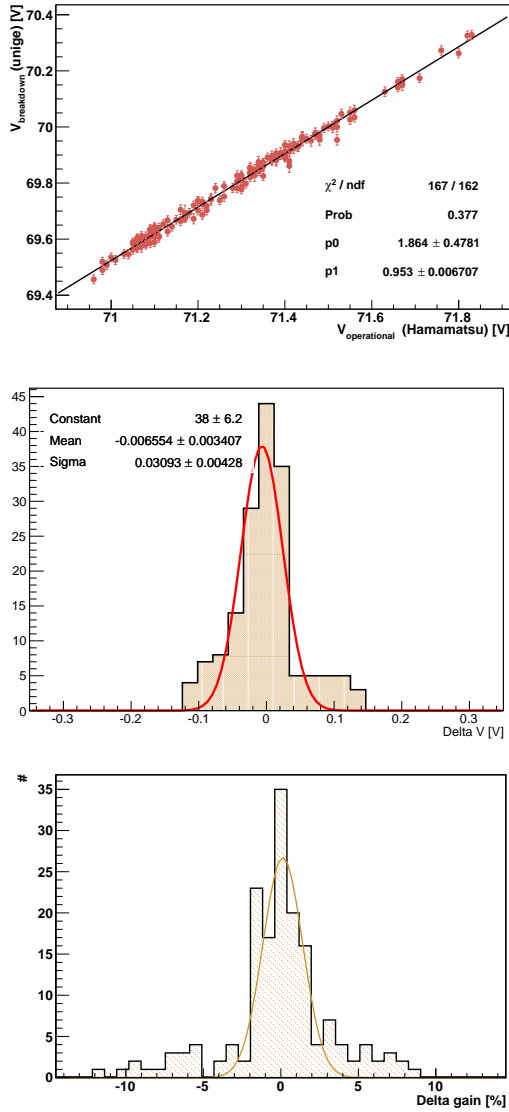 V breakdown (unige) [V]
70.4
70.2
70
69.8
69.6
69.4
χ² / ndf 167 / 162
Prob 0.377
p0 1.864 ± 0.4781
p1 0.953 ± 0.006707
71 71.2 71.4 71.6 71.8
V operational (Hamamatsu) [V]
45
40
35
30
25
20
15
10
5
0
Constant 38 ± 6.2
Mean -0.006554 ± 0.003407
Sigma 0.03093 ± 0.00428
-0.3 -0.2 -0.1 0 0.1 0.2 0.3
Delta V [V]
#
35
30
25
20
15
10
5
0
-10 -5 0 5 10
Delta gain [%]